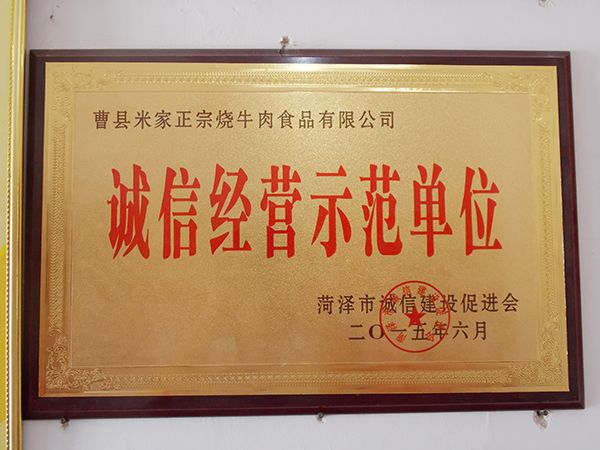 曹县米家正宗烧牛肉食品有限公司
诚信经营示范单位
菏泽市诚信建设促进会
二〇一五年六月